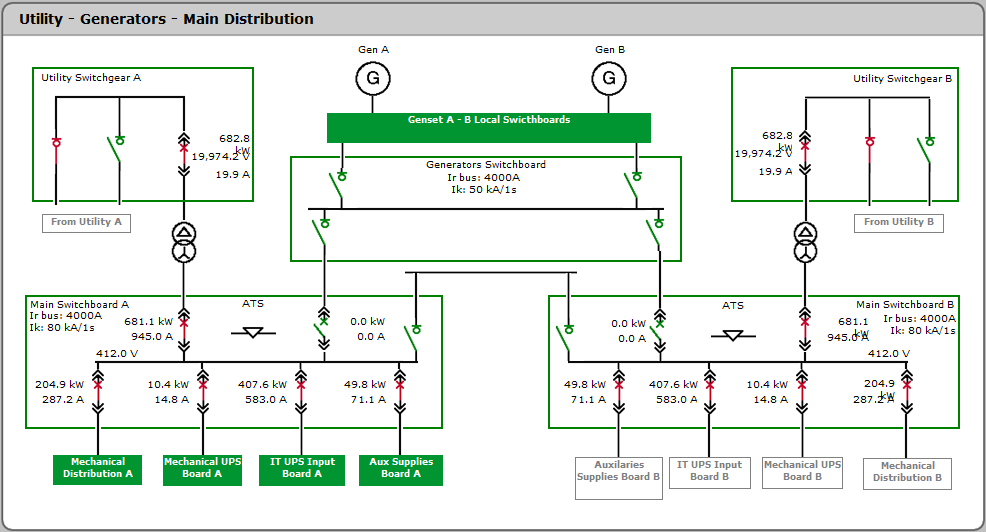 Utility - Generators - Main Distribution
Gen A
G
Gen B
G
Utility Switchgear A
682.8
kW
19,974.2 V
19.9 A
From Utility A
Genset A - B Local Swicthboards
Generators Switchboard
Ir bus: 4000A
Ik: 50 kA/1s
Utility Switchgear B
682.8
kW
19,974.2 V
19.9 A
From Utility B
Main Switchboard A
Ir bus: 4000A
Ik: 80 kA/1s
ATS
681.1 kW
945.0 A
0.0 kW
0.0 A
412.0 V
204.9 kW
287.2 A
10.4 kW
14.8 A
407.6 kW
583.0 A
49.8 kW
71.1 A
Mechanical
Distribution A
Mechanical UPS
Board A
IT UPS Input
Board A
Aux Supplies
Board A
ATS
Main Switchboard B
Ir bus: 4000A
Ik: 80 kA/1s
0.0 kW
0.0 A
681.1
kW
945.0 A
412.0 V
49.8 kW
71.1 A
407.6 kW
583.0 A
10.4 kW
14.8 A
204.9
kW
287.2 A
Auxilaries
Supplies Board B
IT UPS Input
Board B
Mechanical UPS
Board B
Mechanical
Distribution B